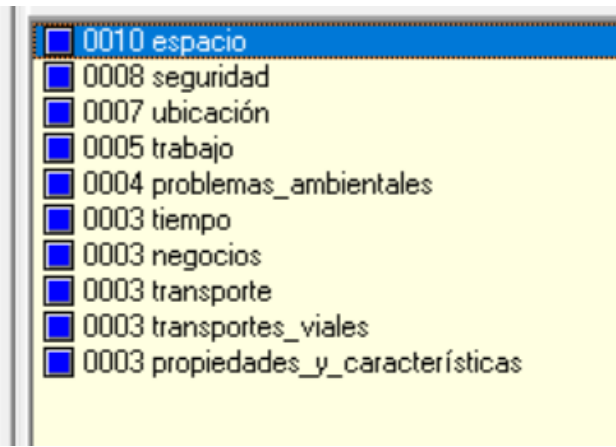 0010 espacio
0008 seguridad
0007 ubicación
0005 trabajo
0004 problemas_ambientales
0003 tiempo
0003 negocios
0003 transporte
0003 transportes_viales
0003 propiedades_y_características